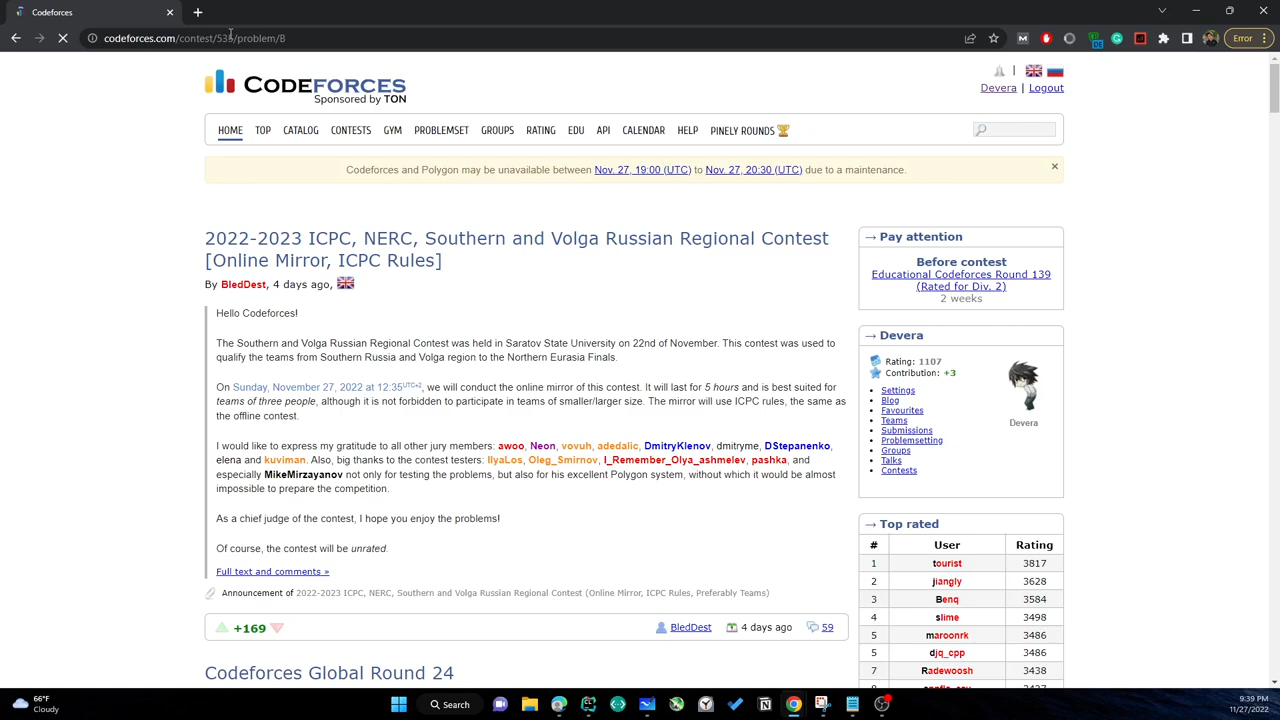 Codeforces
codeforces.com/contest/535/problem/B
Error
CODEFORCES
Sponsored by TON
Devera | Logout
HOME TOP CATALOG CONTESTS GYM PROBLEMSET GROUPS RATING EDU API CALENDAR HELP PINELY ROUNDS
Codeforces and Polygon may be unavailable between Nov. 27, 19:00 (UTC) to Nov. 27, 20:30 (UTC) due to a maintenance.
2022-2023 ICPC, NERC, Southern and Volga Russian Regional Contest
[Online Mirror, ICPC Rules]
By BledDest, 4 days ago,
Hello Codeforces!
The Southern and Volga Russian Regional Contest was held in Saratov State University on 22nd of November. This contest was used to
qualify the teams from Southern Russia and Volga region to the Northern Eurasia Finals.
On Sunday, November 27, 2022 at 12:35UTC+2, we will conduct the online mirror of this contest. It will last for 5 hours and is best suited for
teams of three people, although it is not forbidden to participate in teams of smaller/larger size. The mirror will use ICPC rules, the same as
the offline contest.
I would like to express my gratitude to all other jury members: awoo, Neon, vovuh, adedalic, DmitryKlenov, dmitryme, DStepanenko,
elena and kuviman. Also, big thanks to the contest testers: IlyaLos, Oleg_Smirnov, I_Remember_Olya_ashmelev, pashka, and
especially MikeMirzayanov not only for testing the problems, but also for his excellent Polygon system, without which it would be almost
impossible to prepare the competition.
As a chief judge of the contest, I hope you enjoy the problems!
Of course, the contest will be unrated.
Full text and comments »
Announcement of 2022-2023 ICPC, NERC, Southern and Volga Russian Regional Contest (Online Mirror, ICPC Rules, Preferably Teams)
+169 BledDest 4 days ago 59
Codeforces Global Round 24
→ Pay attention
Before contest
Educational Codeforces Round 139
(Rated for Div. 2)
2 weeks
→ Devera
Rating: 1107
Contribution: +3
Settings
Blog
Favourites
Teams
Submissions
Problemsetting
Groups
Talks
Contests
Devera
→ Top rated
# User Rating
1 tourist 3817
2 jiangly 3628
3 Benq 3584
4 slime 3498
5 maroonrk 3486
5 djq_cpp 3486
7 Radewoosh 3438
66°F
Cloudy
Search
9:39 PM
11/27/2022